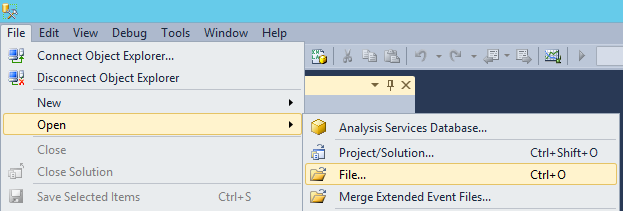 File Edit View Debug Tools Window Help
Connect Object Explorer...
Disconnect Object Explorer
New
Open
Close
Close Solution
Save Selected Items Ctrl+S
Analysis Services Database...
Project/Solution... Ctrl+Shift+O
File... Ctrl+O
Merge Extended Event Files...